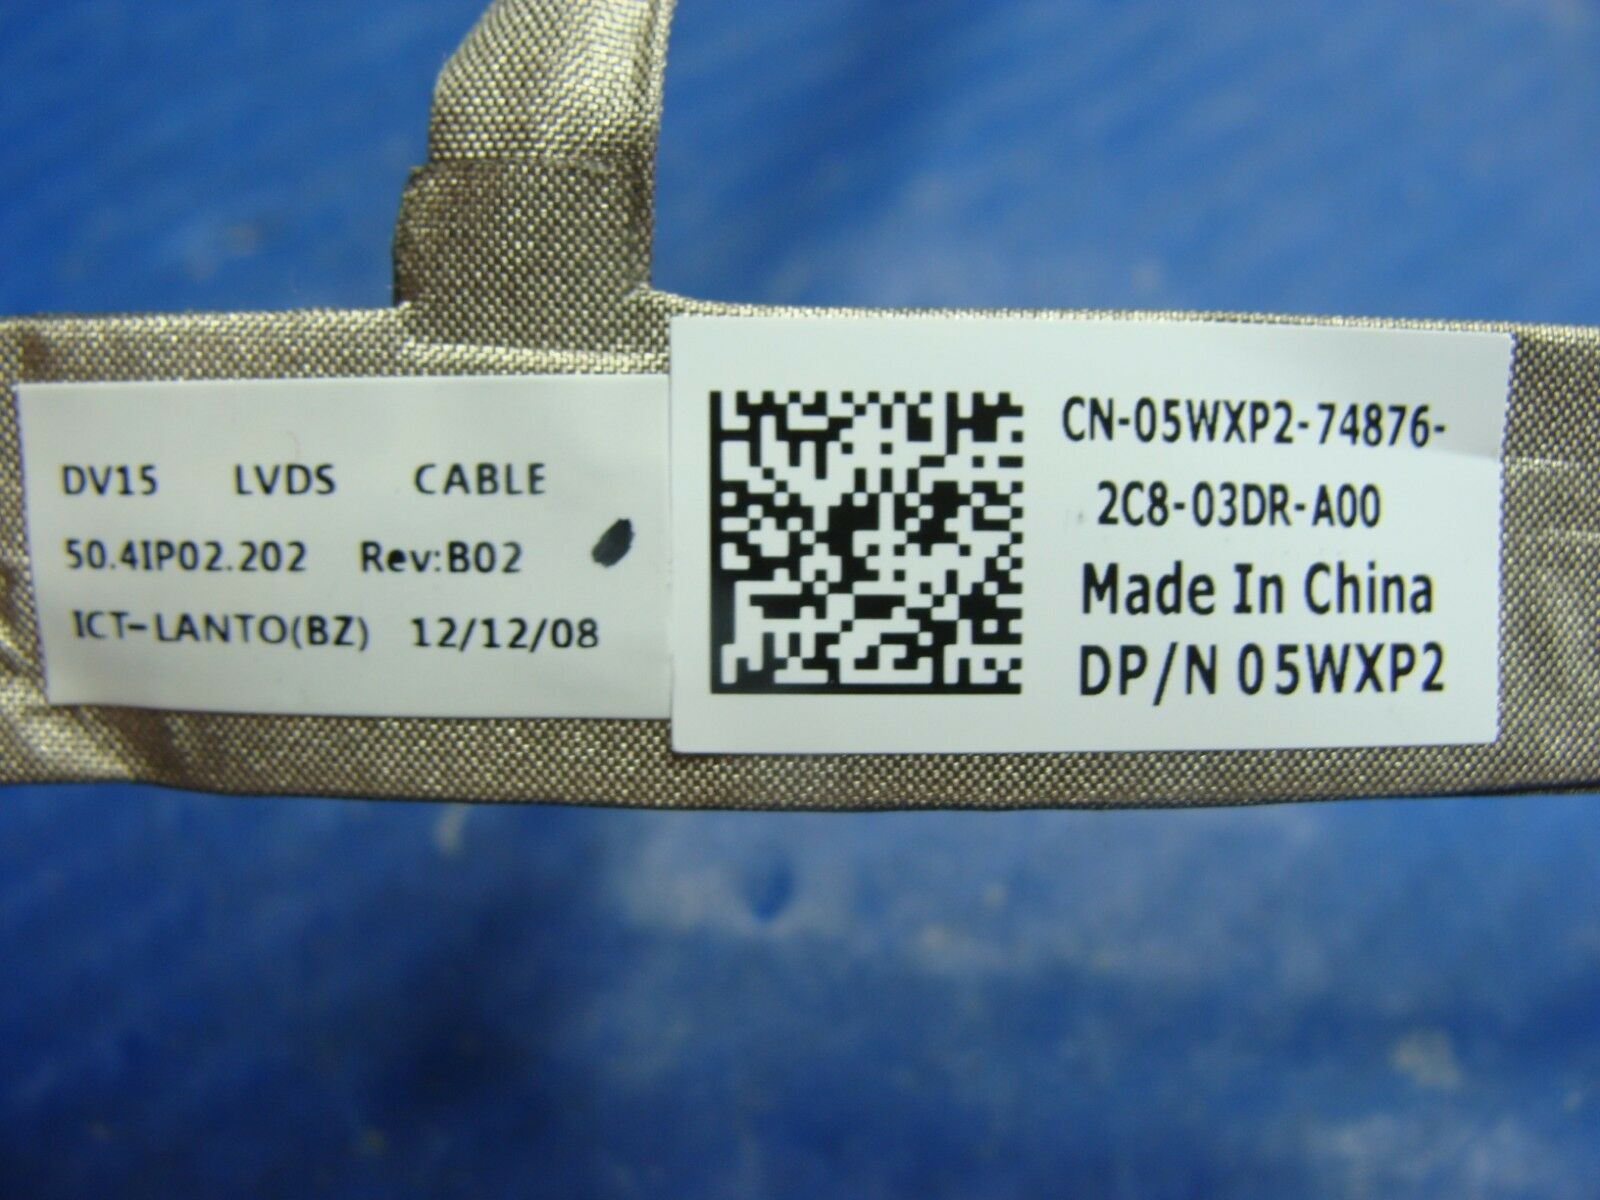 DV15 LVDS CABLE
50.4IP02.202 Rev:B02
ICT-LANTO(BZ) 12/12/08
CN-05WXP2-74876-
2C8-03DR-A00
Made In China
DP/N 05WXP2